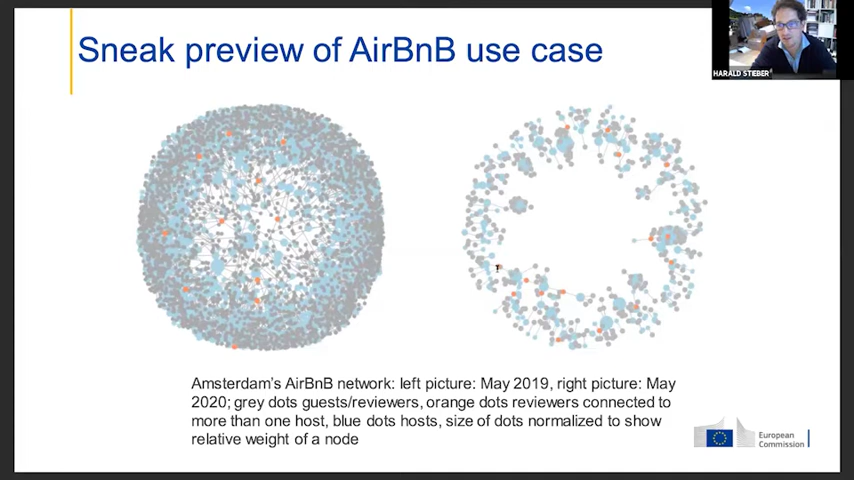 Sneak preview of AirBnB use case
HARALD STIEBER
Amsterdam's AirBnB network: left picture: May 2019, right picture: May
2020; grey dots guests/reviewers, orange dots reviewers connected to
more than one host, blue dots hosts, size of dots normalized to show
relative weight of a node
European
Commission